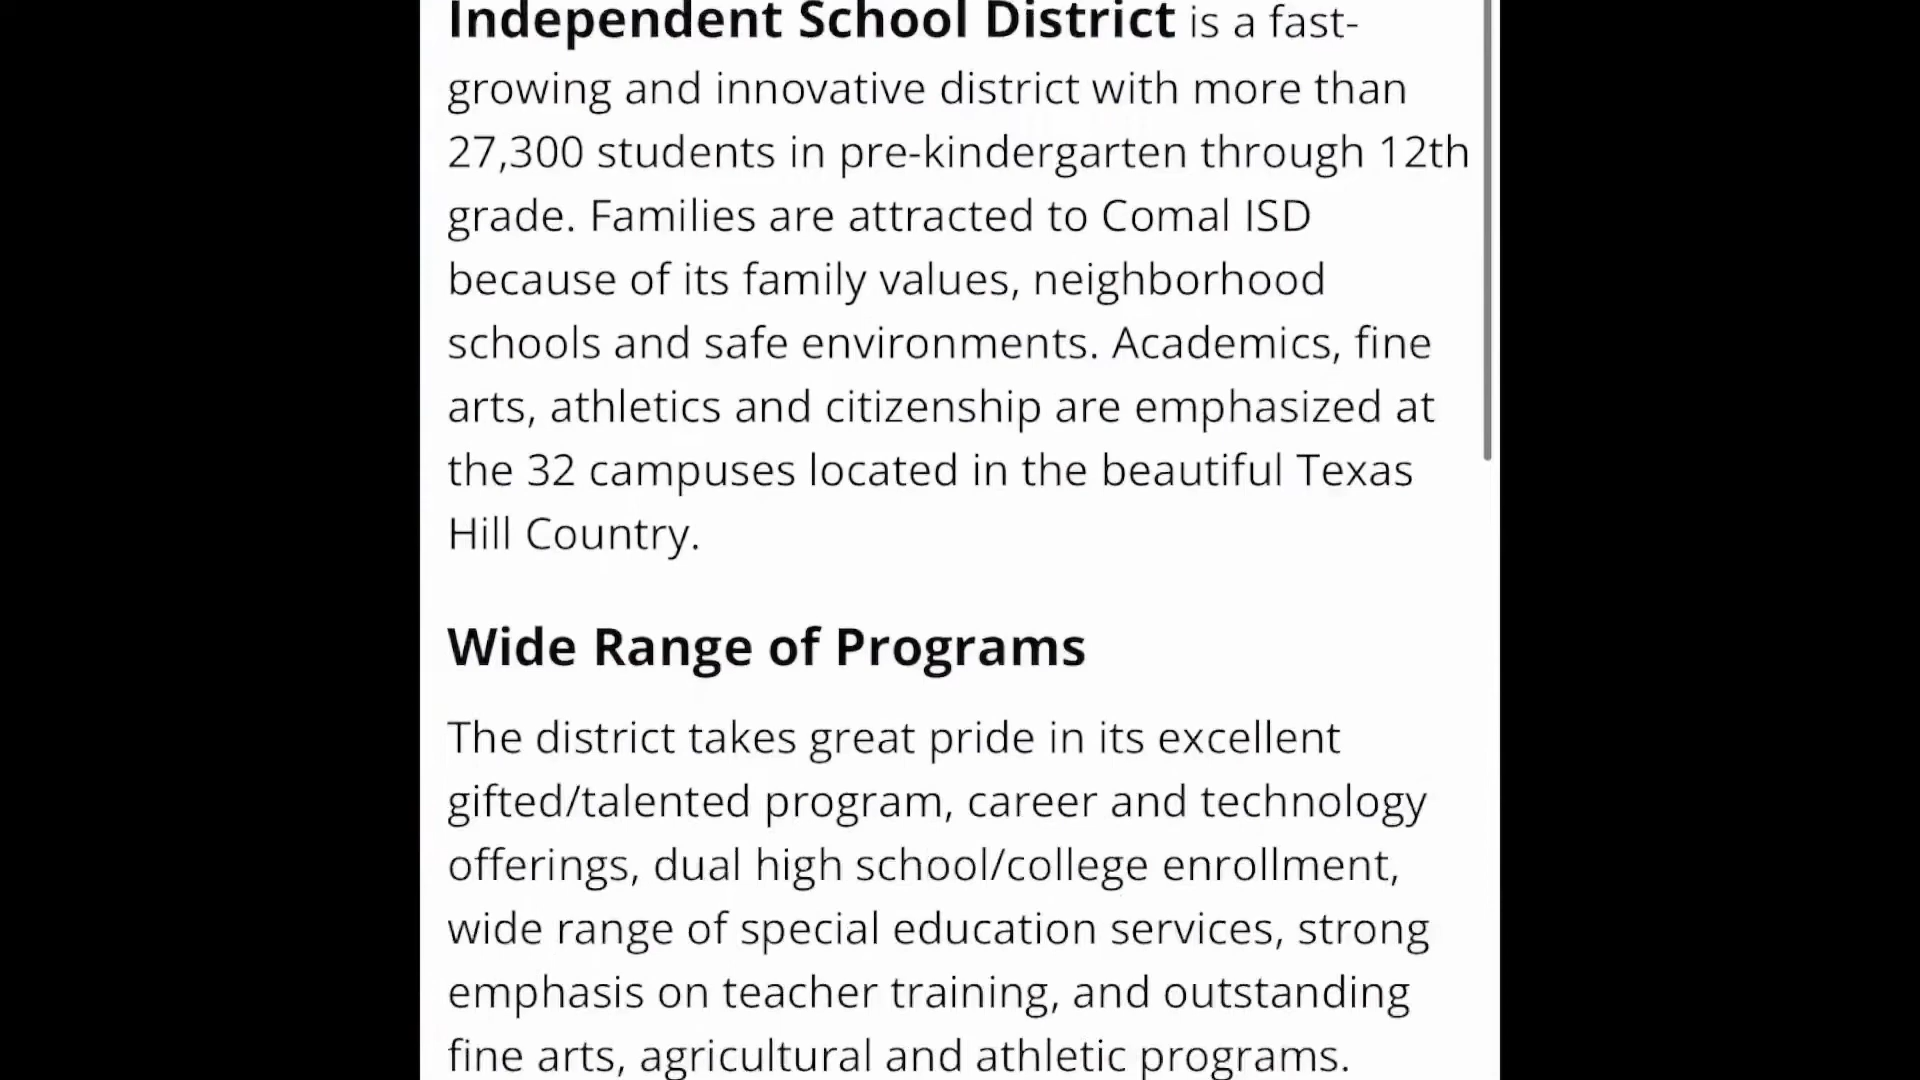 Independent School District is a fast-
growing and innovative district with more than
27,300 students in pre-kindergarten through 12th
grade. Families are attracted to Comal ISD
because of its family values, neighborhood
schools and safe environments. Academics, fine
arts, athletics and citizenship are emphasized at
the 32 campuses located in the beautiful Texas
Hill Country.
Wide Range of Programs
The district takes great pride in its excellent
gifted/talented program, career and technology
offerings, dual high school/college enrollment,
wide range of special education services, strong
emphasis on teacher training, and outstanding
fine arts, agricultural and athletic programs.